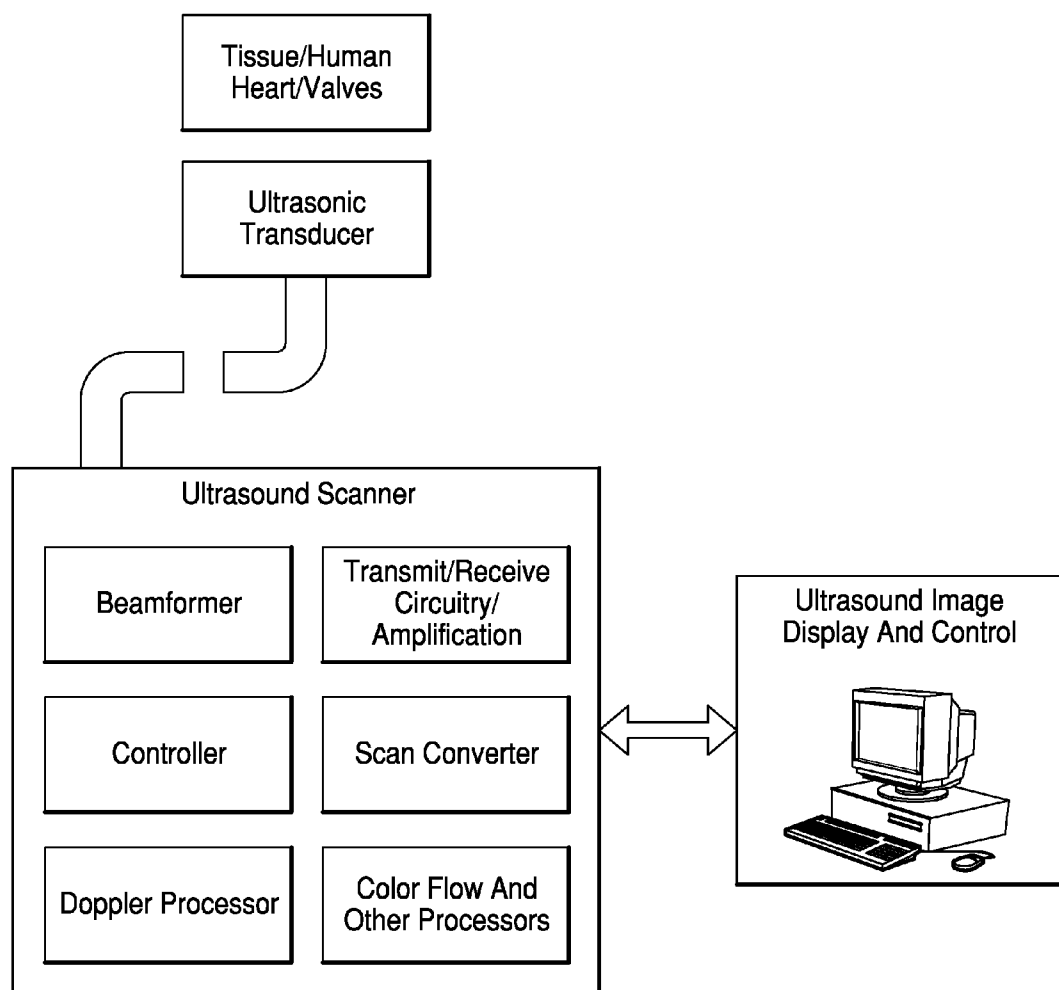 Tissue/Human
Heart/Valves
Ultrasonic
Transducer
Ultrasound Scanner
Beamformer
Transmit/Receive
Circuitry/
Amplification
Controller
Scan Converter
Doppler Processor
Color Flow And
Other Processors
Ultrasound Image
Display And Control